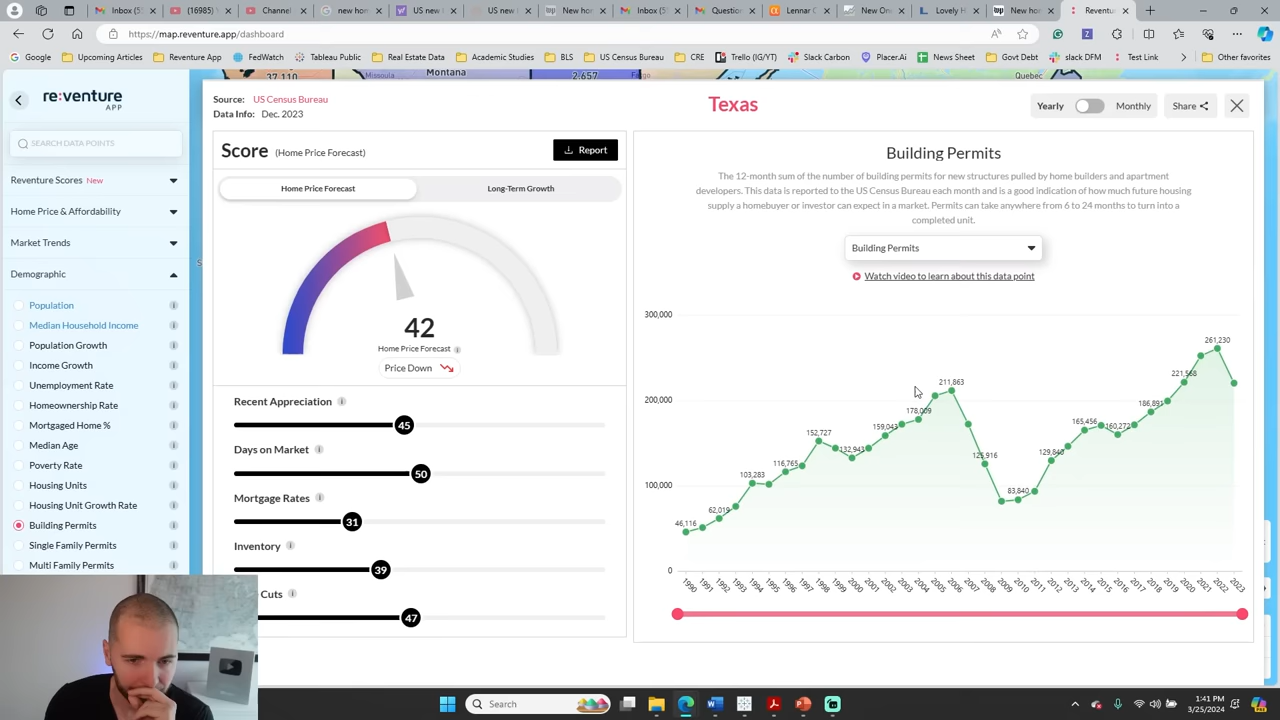 Inbox (5
(16985)
https://map.reventure.app/dashboard
Google
Upcoming Articles
Reventure
FedWatch
Tableau Public
Real Estate Data
BLS
US Census Bureau
CRE
Trello (IG/YT)
Slack Carbon
Placer.Ai
News Sheet
Govt Debt
slack DFM
Test Link
Other favorites
37,110
Missoula
Montana
2,657
Fargo
Quebec
re:venture
APP
SEARCH DATA POINTS
Reventure Scores New
Home Price & Affordability
Market Trends
Demographic
Population
Median Household Income
Population Growth
Income Growth
Unemployment Rate
Homeownership Rate
Mortgaged Home %
Median Age
Poverty Rate
Housing Units
Housing Unit Growth Rate
Building Permits
Single Family Permits
Multi Family Permits
Source: US Census Bureau
Data Info: Dec. 2023
Texas
Yearly
Monthly
Share
Score (Home Price Forecast)
Report
Home Price Forecast
Long-Term Growth
42
Home Price Forecast
Price Down
Recent Appreciation
45
Days on Market
50
Mortgage Rates
31
Inventory
39
Cuts
47
Building Permits
The 12-month sum of the number of building permits for new structures pulled by home builders and apartment
developers. This data is reported to the US Census Bureau each month and is a good indication of how much future housing
supply a homebuyer or investor can expect in a market. Permits can take anywhere from 6 to 24 months to turn into a
completed unit.
Building Permits
Watch video to learn about this data point
300,000
200,000
100,000
0
46,116
62,019
103,283
116,765
152,727
132,943
159,043
178,009
211,863
125,916
83,840
129,840
165,456
160,272
186,891
221,568
261,230
1990
1991
1992
1993
1994
1995
1996
1997
1998
1999
2000
2001
2002
2003
2004
2005
2006
2007
2008
2009
2010
2011
2012
2013
2014
2015
2016
2017
2018
2019
2020
2021
2022
2023
Search
1:41 PM
3/25/2024